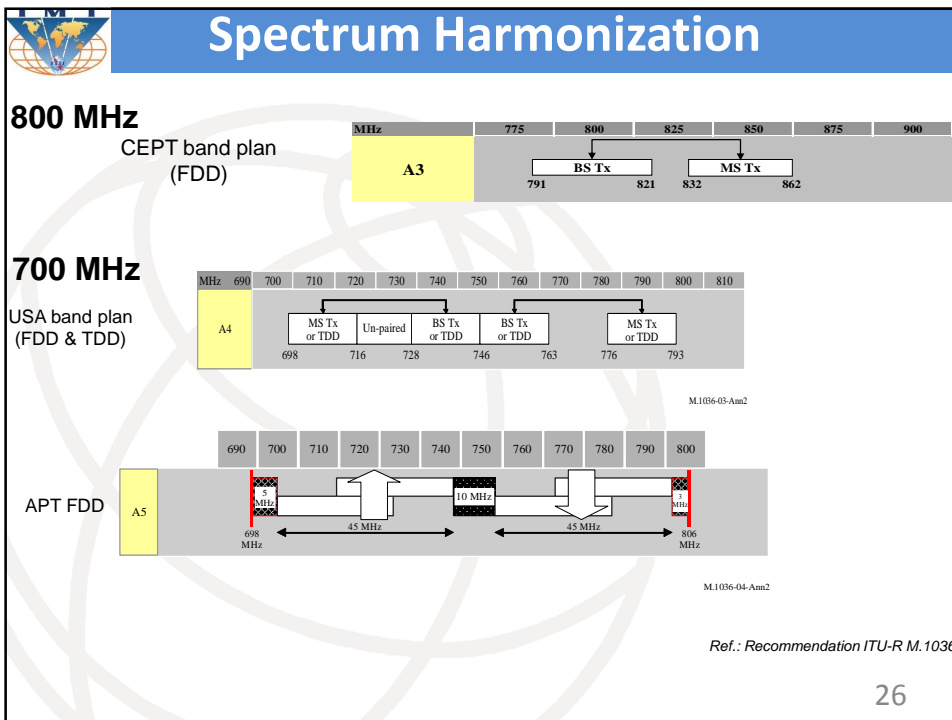 Spectrum Harmonization
800 MHz
CEPT band plan
(FDD)
MHz 775 800 825 850 875 900
A3
BS Tx MS Tx
791 821 832 862
700 MHz
USA band plan
(FDD & TDD)
MHz 690 700 710 720 730 740 750 760 770 780 790 800 810
A4
MS Tx
or TDD
Un-paired
BS Tx
or TDD
BS Tx
or TDD
MS Tx
or TDD
698 716 728 746 763 776 793
M.1036-03-Ann2
690 700 710 720 730 740 750 760 770 780 790 800
APT FDD
A5
5
MHz
10 MHz
3
MHz
698
MHz
45 MHz
45 MHz
806
MHz
M.1036-04-Ann2
Ref.: Recommendation ITU-R M.1036
26